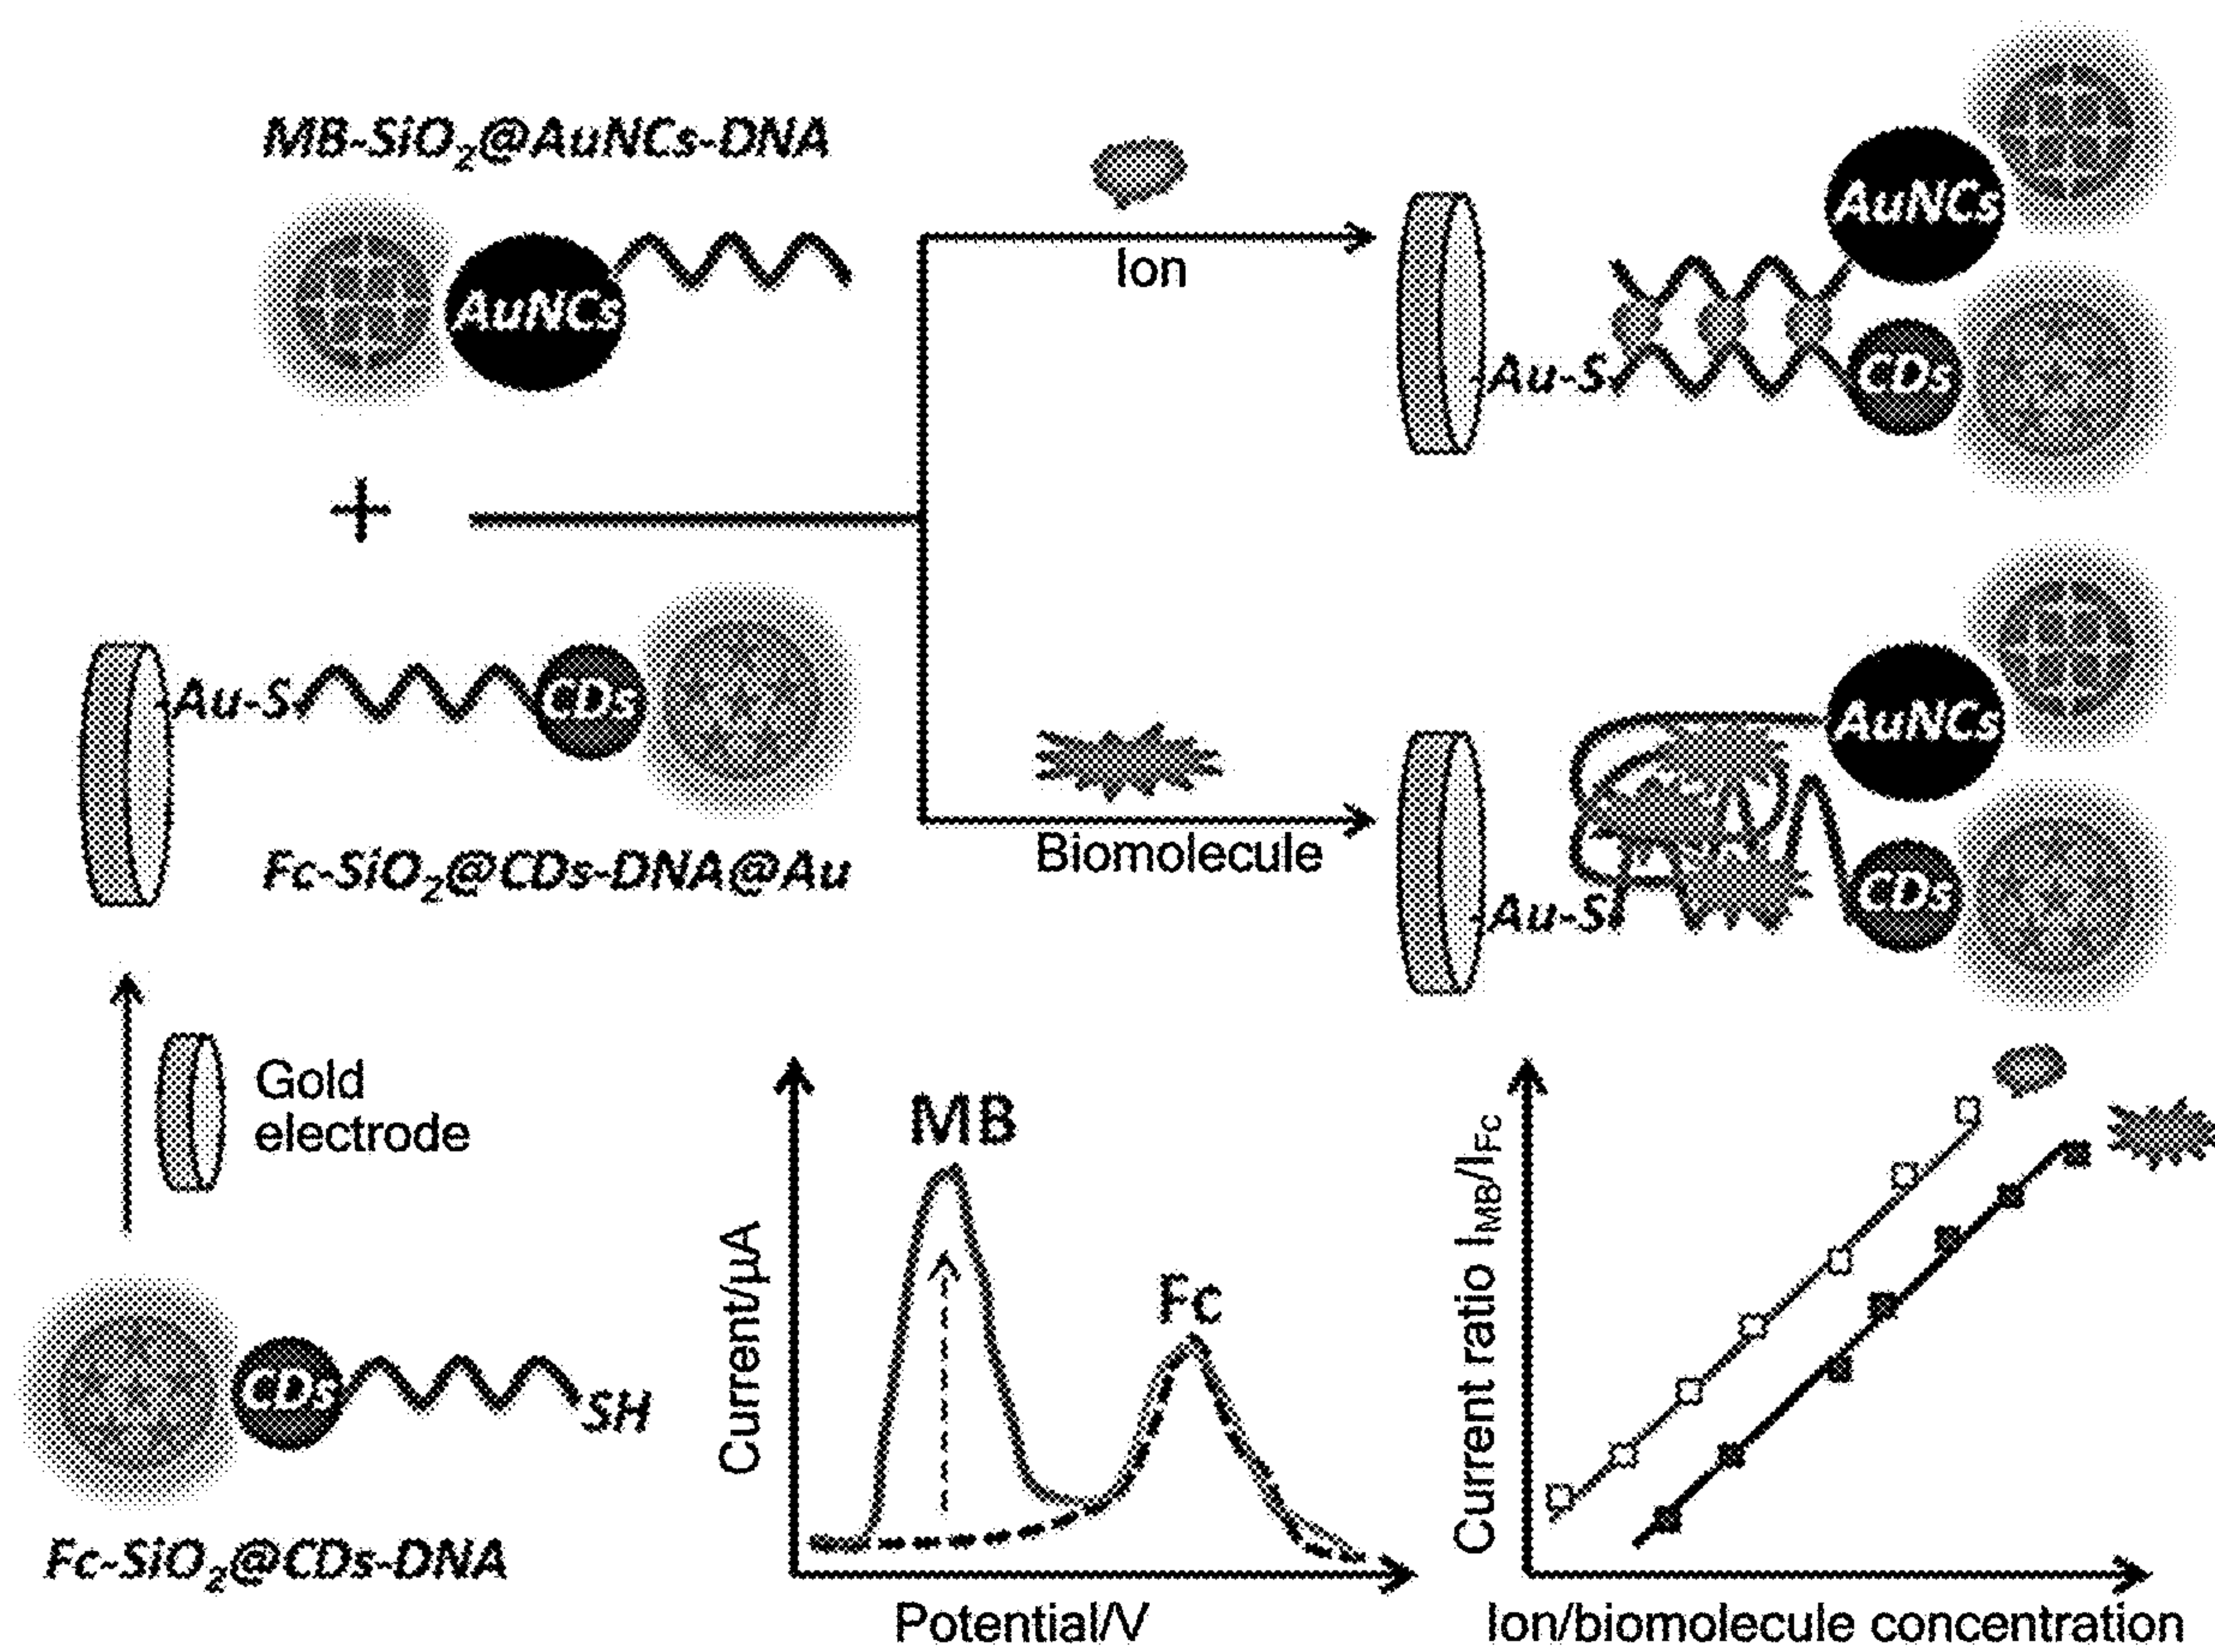 MB-SiO₂@AuNCs-DNA
AuNCs
+
Au-S
CDs
Fc-SiO₂@CDs-DNA@Au
Gold
electrode
CDs
SH
Fc-SiO₂@CDs-DNA
Ion
Biomolecule
AuNCs
Au-S
CDs
AuNCs
Au-S
CDs
MB
Fc
Current/μA
Potential/V
Current ratio I_MB/I_Fc
Ion/biomolecule concentration